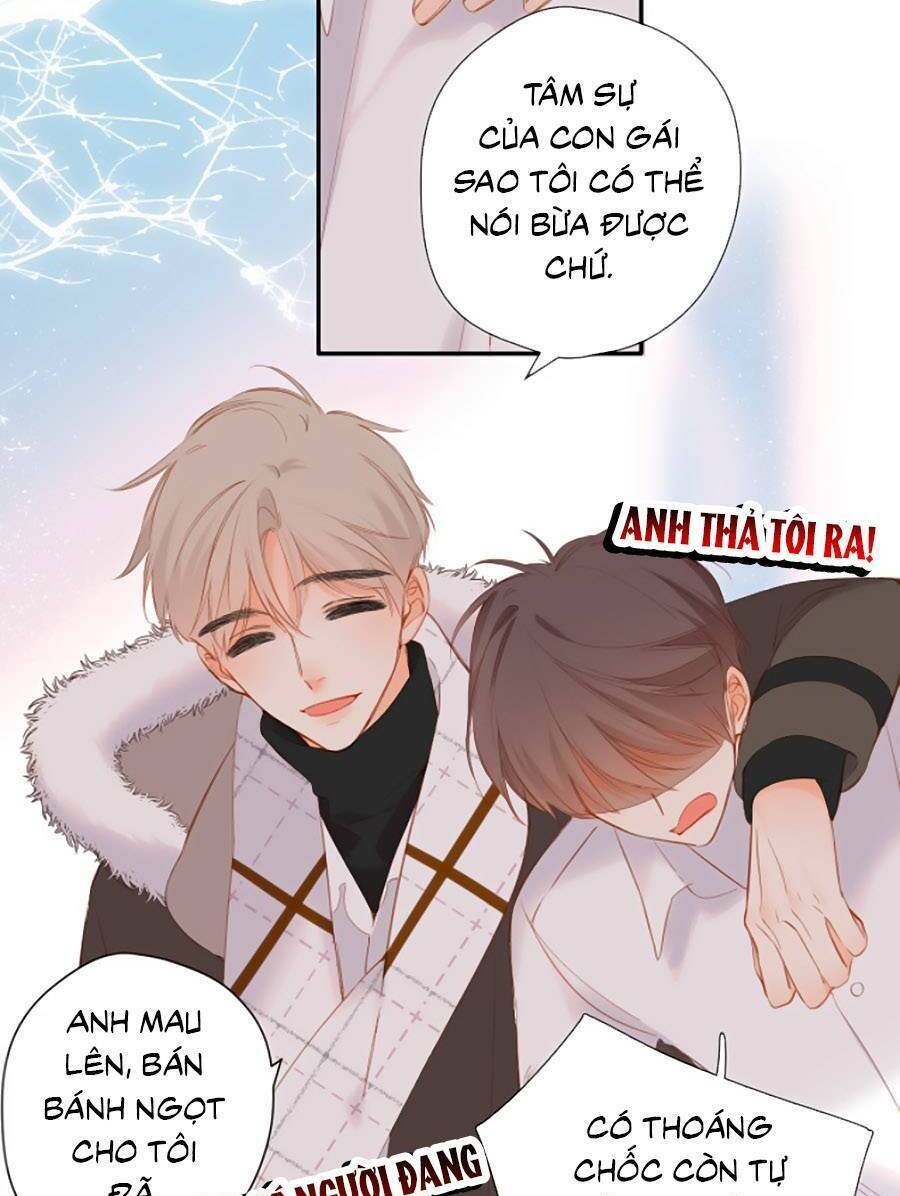 TÂM SỰ
CỦA CON GÁI
SAO TÔI CÓ THỂ
NÓI BỪA ĐƯỢC
CHỨ.
ANH THẢ TÔI RA!
ANH MAU
LÊN, BÁN
BÁNH NGỌT
CHO TÔI
ĐÃ
NGƯỜI ĐANG
CÓ THOÁNG
CHỐC CÒN TỰ